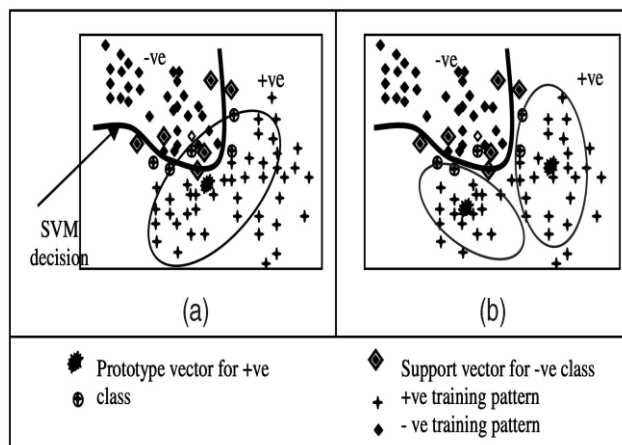 -ve
+ve
SVM
decision
(a)
-ve
+ve
(b)
Prototype vector for +ve
class
Support vector for -ve class
+ve training pattern
- ve training pattern